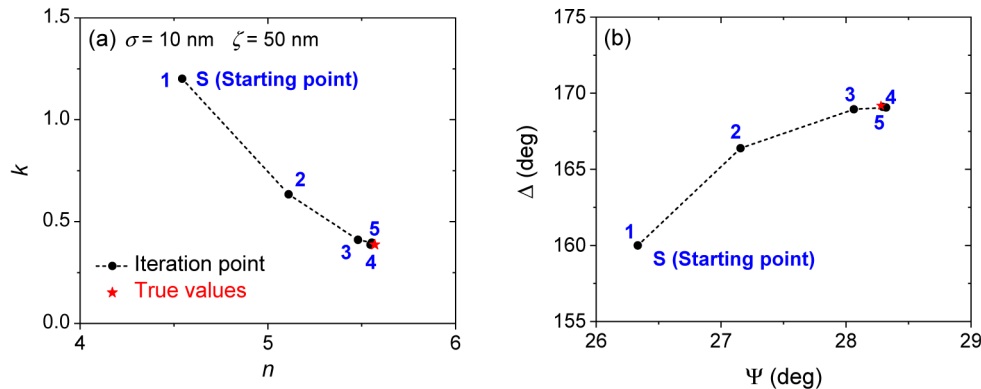 (a) σ = 10 nm ζ = 50 nm
1.5
1.0
0.5
0.0
k
4
5
6
n
1
S (Starting point)
2
3
4
5
Iteration point
True values
(b)
175
170
165
160
155
Δ (deg)
26
27
28
29
Ψ (deg)
1
S (Starting point)
2
3
4
5